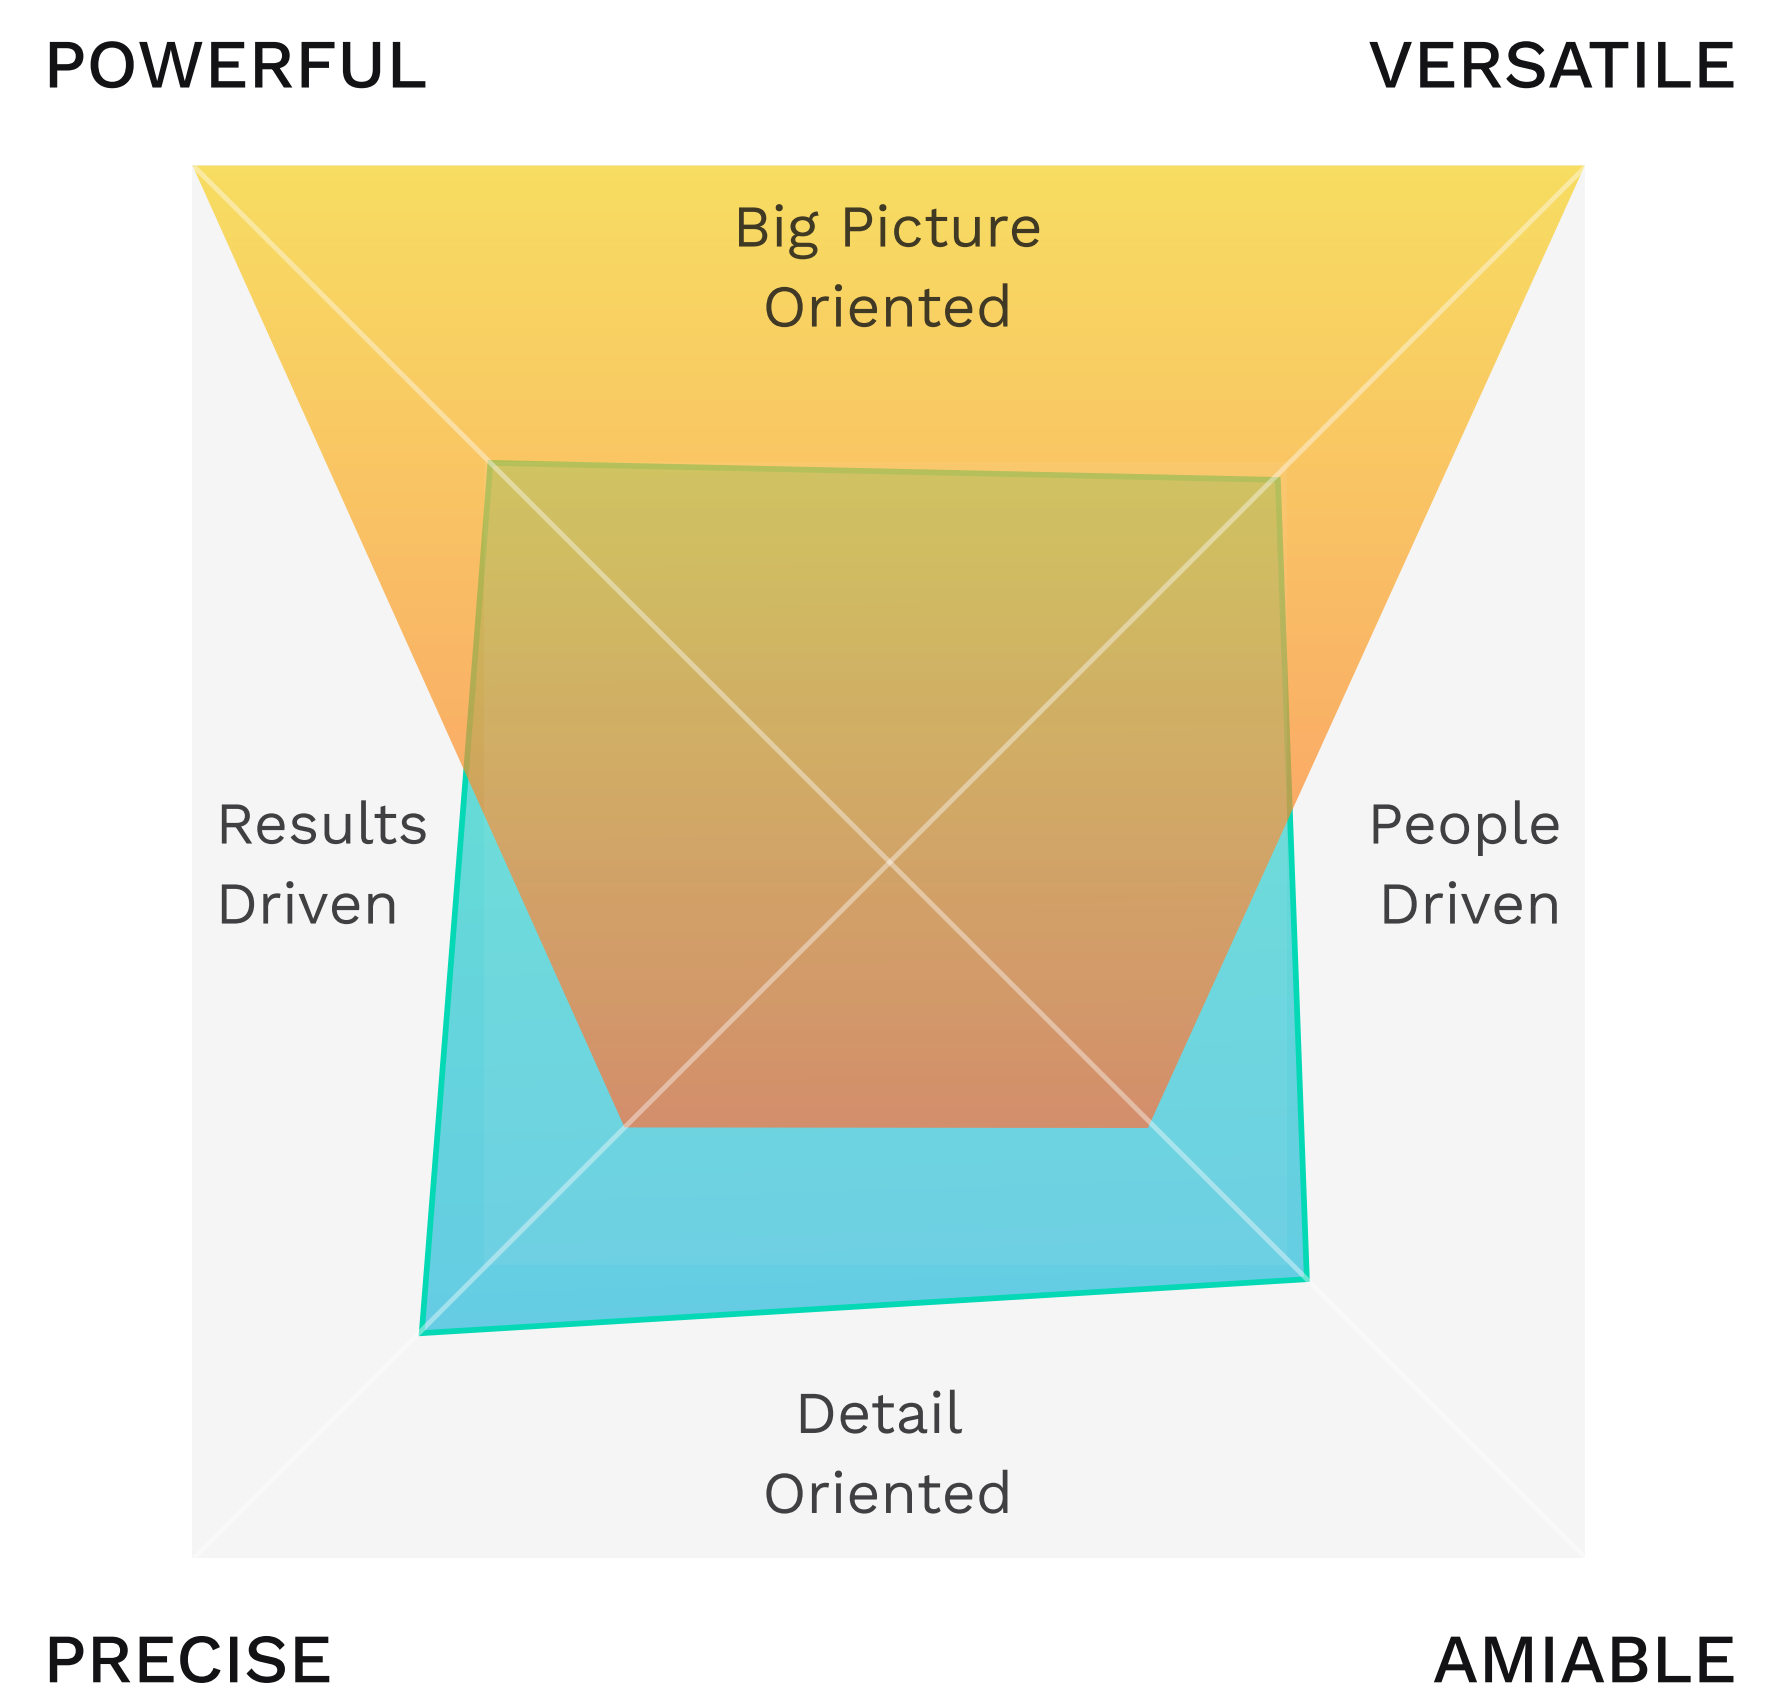 POWERFUL
VERSATILE
Big Picture
Oriented
Results
Driven
People
Driven
Detail
Oriented
PRECISE
AMIABLE